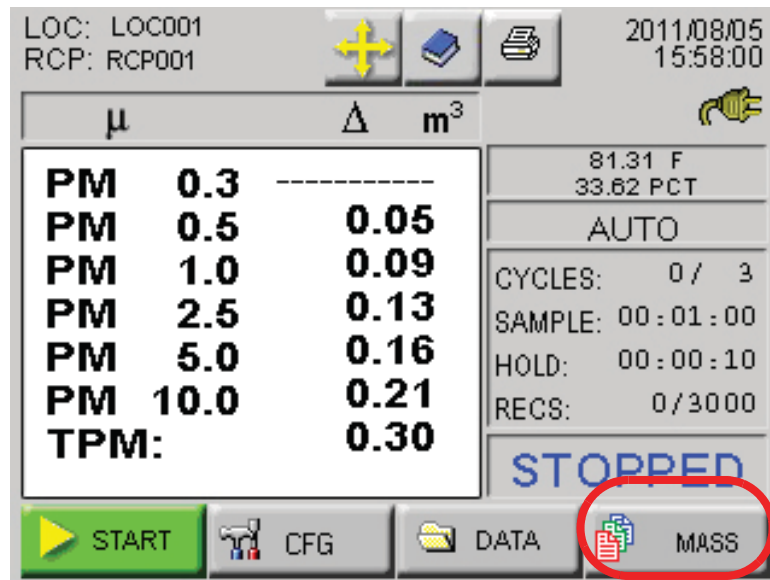 LOC: LOC001
RCP: RCP001
2011/08/05
15:58:00
μ Δ m³
PM 0.3 -----------
PM 0.5 0.05
PM 1.0 0.09
PM 2.5 0.13
PM 5.0 0.16
PM 10.0 0.21
TPM: 0.30
81.31 F
33.62 PCT
AUTO
CYCLES: 0/ 3
SAMPLE: 00:01:00
HOLD: 00:00:10
RECS: 0/3000
STOPPED
START CFG DATA MASS